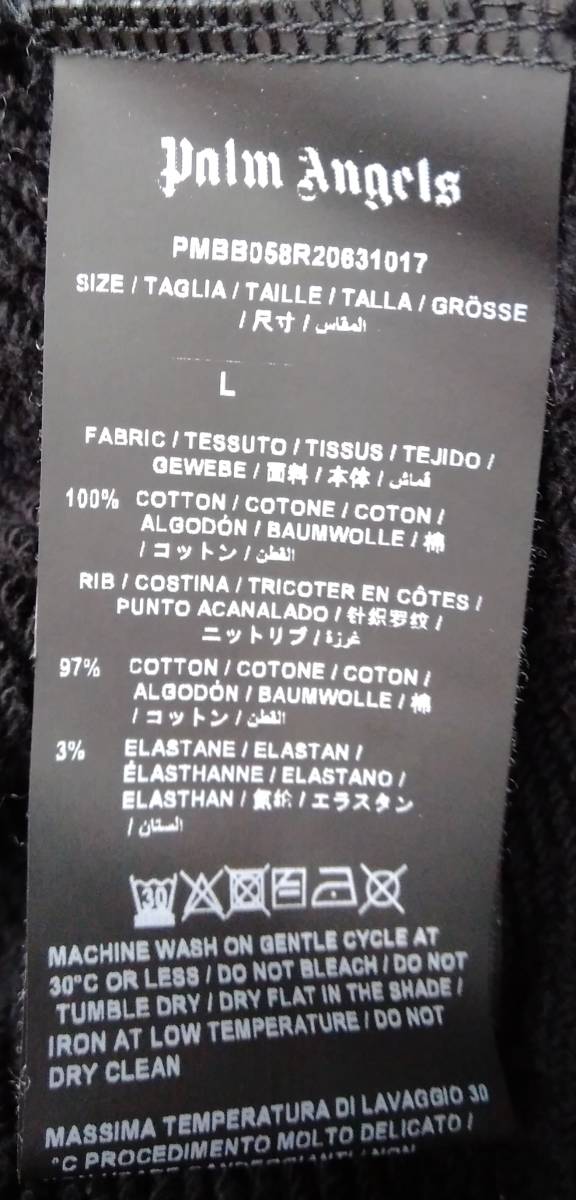 Palm Angels
PMBB058R20631017
SIZE / TAGLIA / TAILLE / TALLA / GRÖSSE
/ 尺寸 / المقاس
L
FABRIC / TESSUTO / TISSUS / TEJIDO /
GEWEBE / 面料 / 本体 / قماش
100% COTTON / COTONE / COTON /
ALGODÓN / BAUMWOLLE / 棉
/ コットン / القطن
RIB / COSTINA / TRICOTER EN CÔTES /
PUNTO ACANALADO / 针织罗纹 /
ニットリブ / غرزة
97% COTTON / COTONE / COTON /
ALGODÓN / BAUMWOLLE / 棉
/ コットン / القطن
3% ELASTANE / ELASTAN /
ÉLASTHANNE / ELASTANO /
ELASTHAN / 氨纶 / エラスタン
/ الستان
30
MACHINE WASH ON GENTLE CYCLE AT
30°C OR LESS / DO NOT BLEACH / DO NOT
TUMBLE DRY / DRY FLAT IN THE SHADE /
IRON AT LOW TEMPERATURE / DO NOT
DRY CLEAN
MASSIMA TEMPERATURA DI LAVAGGIO 30
°C PROCEDIMENTO MOLTO DELICATO /